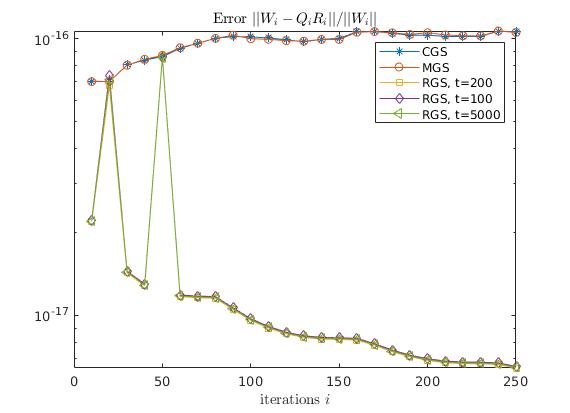 Error ||W_i − Q_iR_i||/||W_i||
10^-16
CGS
MGS
RGS, t=200
RGS, t=100
RGS, t=5000
10^-17
0 50 100 150 200 250
iterations i